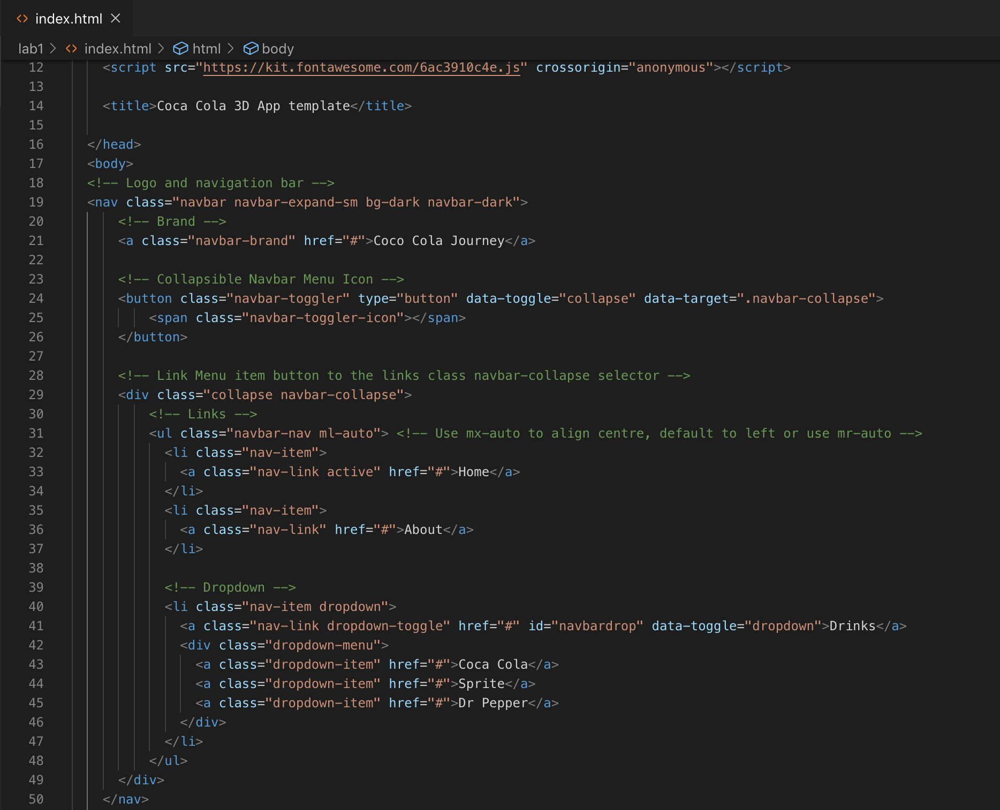 index.html
lab1 > index.html > html > body
12 <script src="https://kit.fontawesome.com/6ac3910c4e.js" crossorigin="anonymous"></script>
13
14 <title>Coca Cola 3D App template</title>
15
16 </head>
17 <body>
18 <!-- Logo and navigation bar -->
19 <nav class="navbar navbar-expand-sm bg-dark navbar-dark">
20 <!-- Brand -->
21 <a class="navbar-brand" href="#">Coco Cola Journey</a>
22
23 <!-- Collapsible Navbar Menu Icon -->
24 <button class="navbar-toggler" type="button" data-toggle="collapse" data-target=".navbar-collapse">
25 <span class="navbar-toggler-icon"></span>
26 </button>
27
28 <!-- Link Menu item button to the links class navbar-collapse selector -->
29 <div class="collapse navbar-collapse">
30 <!-- Links -->
31 <ul class="navbar-nav ml-auto"> <!-- Use mx-auto to align centre, default to left or use mr-auto -->
32 <li class="nav-item">
33 <a class="nav-link active" href="#">Home</a>
34 </li>
35 <li class="nav-item">
36 <a class="nav-link" href="#">About</a>
37 </li>
38
39 <!-- Dropdown -->
40 <li class="nav-item dropdown">
41 <a class="nav-link dropdown-toggle" href="#" id="navbardrop" data-toggle="dropdown">Drinks</a>
42 <div class="dropdown-menu">
43 <a class="dropdown-item" href="#">Coca Cola</a>
44 <a class="dropdown-item" href="#">Sprite</a>
45 <a class="dropdown-item" href="#">Dr Pepper</a>
46 </div>
47 </li>
48 </ul>
49 </div>
50 </nav>